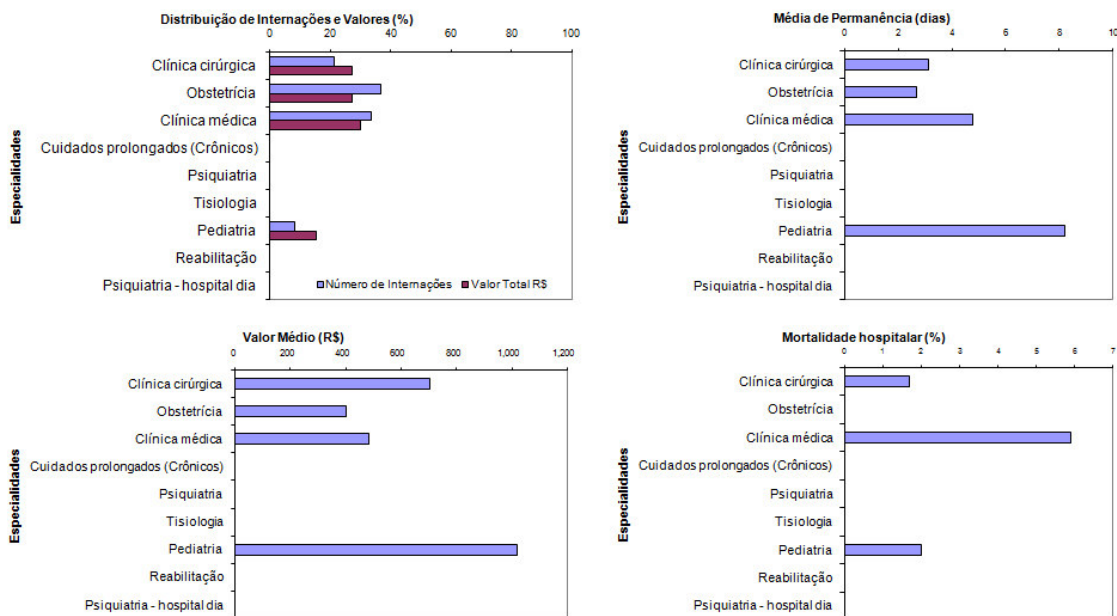 Distribuição de Internações e Valores (%)
0 20 40 60 80 100
Especialidades
Clínica cirúrgica
Obstetrícia
Clínica médica
Cuidados prolongados (Crônicos)
Psiquiatria
Tisiologia
Pediatria
Reabilitação
Psiquiatria - hospital dia
Número de Internações Valor Total R$
Média de Permanência (dias)
0 2 4 6 8 10
Especialidades
Clínica cirúrgica
Obstetrícia
Clínica médica
Cuidados prolongados (Crônicos)
Psiquiatria
Tisiologia
Pediatria
Reabilitação
Psiquiatria - hospital dia
Valor Médio (R$)
0 200 400 600 800 1,000 1,200
Especialidades
Clínica cirúrgica
Obstetrícia
Clínica médica
Cuidados prolongados (Crônicos)
Psiquiatria
Tisiologia
Pediatria
Reabilitação
Psiquiatria - hospital dia
Mortalidade hospitalar (%)
0 1 2 3 4 5 6 7
Especialidades
Clínica cirúrgica
Obstetrícia
Clínica médica
Cuidados prolongados (Crônicos)
Psiquiatria
Tisiologia
Pediatria
Reabilitação
Psiquiatria - hospital dia